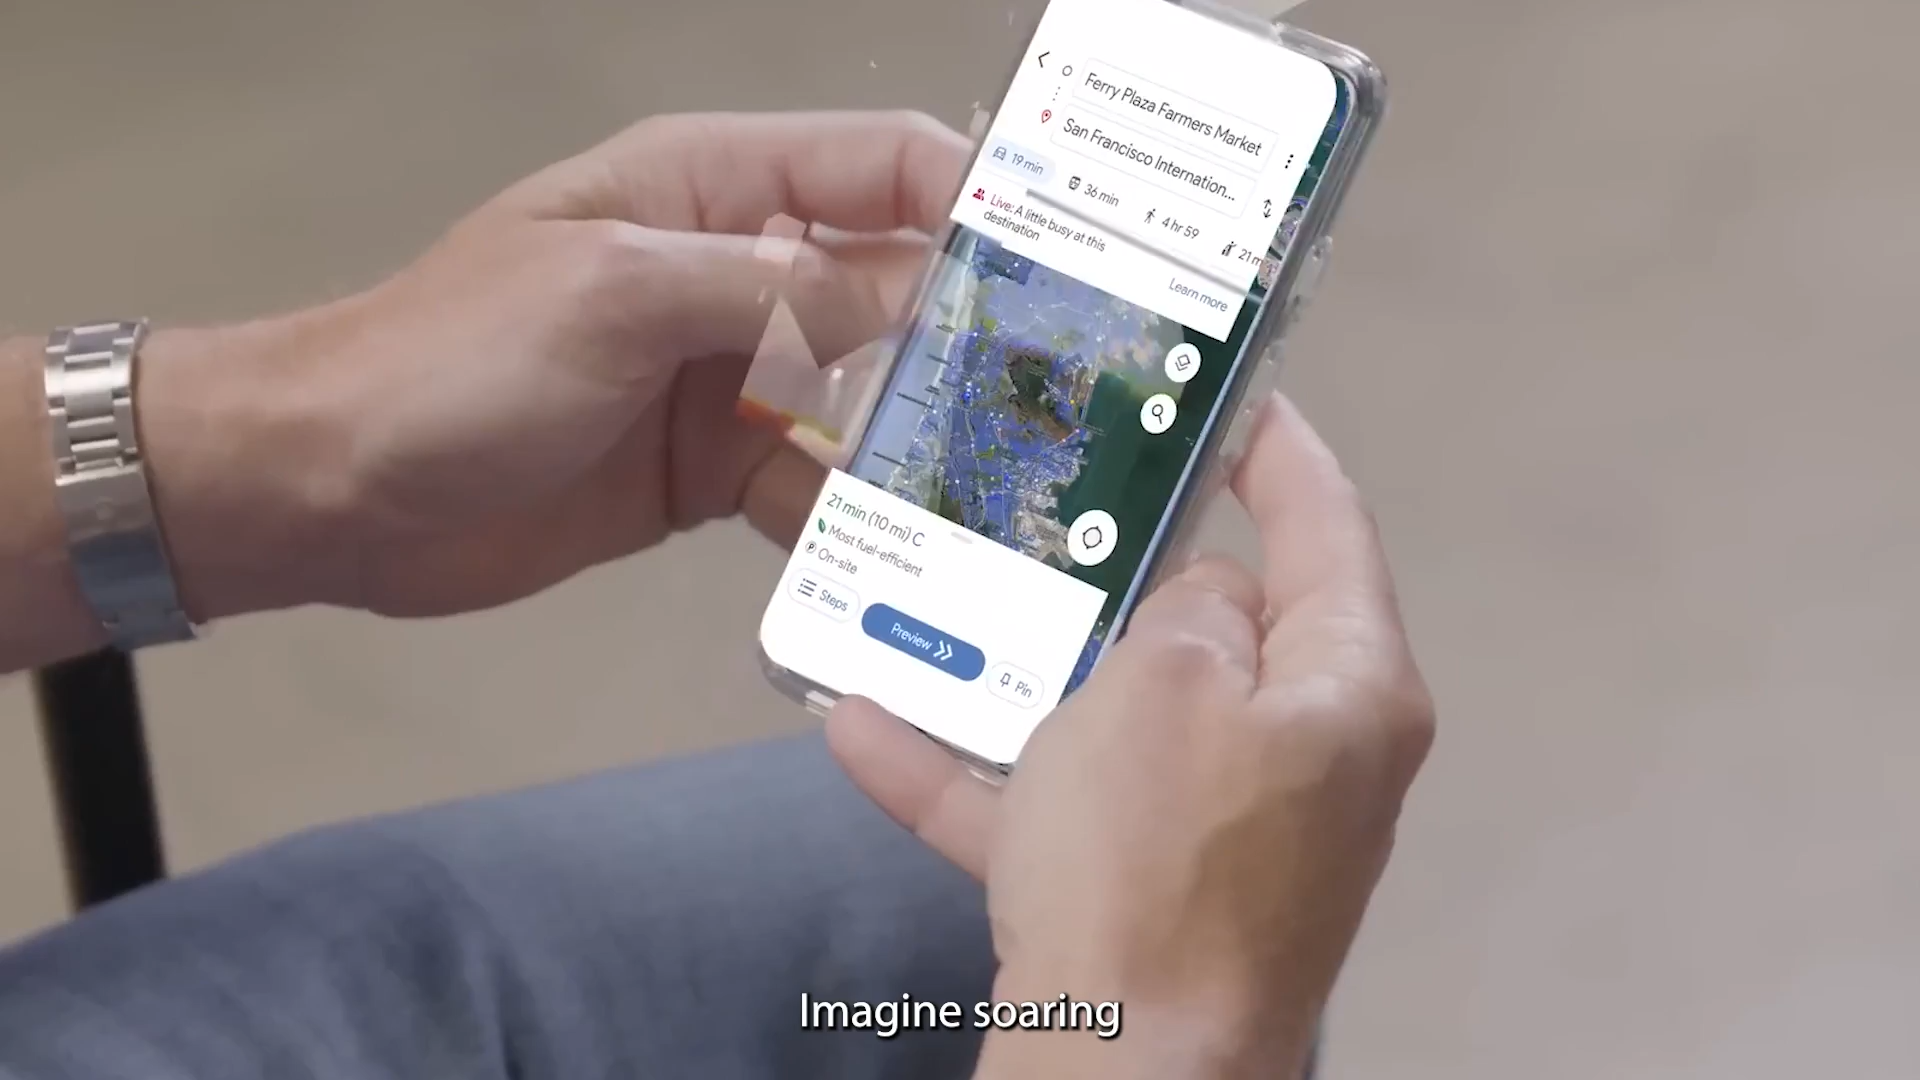 Ferry Plaza Farmers Market
San Francisco Internation...
19 min
36 min
4 hr 59
21 m
Live: A little busy at this
destination
Learn more
21 min (10 mi)
Most fuel-efficient
On-site
Steps
Preview
Pin
Imagine soaring